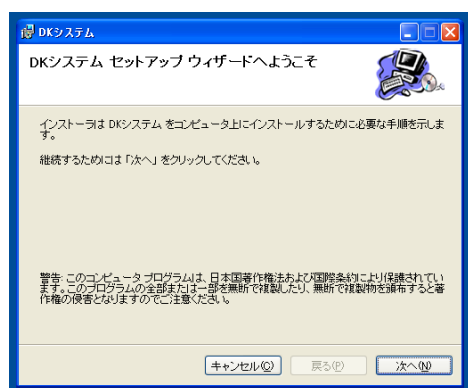 DKシステム
DKシステム セットアップ ウィザードへようこそ
インストーラは DKシステム をコンピュータ上にインストールするために必要な手順を示しま
す。
継続するためには「次へ」をクリックしてください。
警告: このコンピュータ プログラムは、日本国著作権法および国際条約により保護されてい
ます。このプログラムの全部または一部を無断で複製したり、無断で複製物を頒布すると著
作権の侵害となりますのでご注意ください。
キャンセル(C) 戻る(P) 次へ(N)